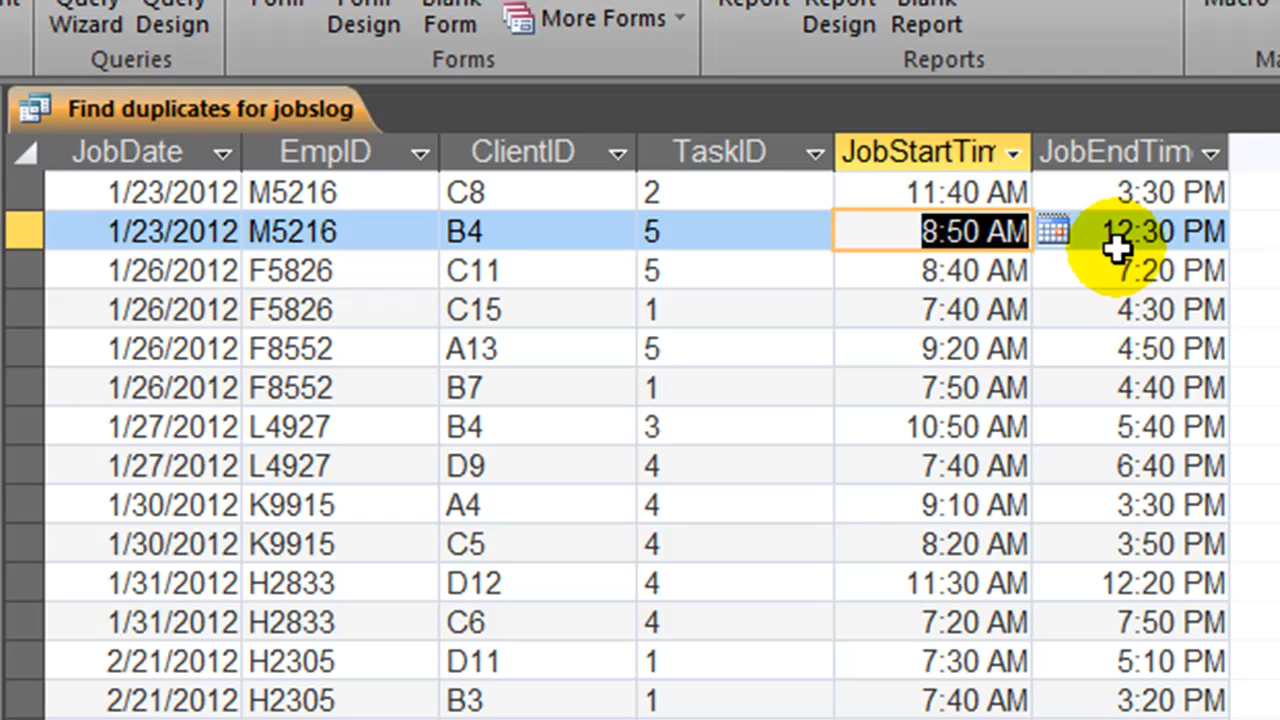 Query Query Form Form Blank More Forms Report Report Blank Macro
Wizard Design Design Form Design Report
Queries Forms Reports Ma
Find duplicates for jobslog
JobDate EmpID ClientID TaskID JobStartTim JobEndTim
1/23/2012 M5216 C8 2 11:40 AM 3:30 PM
1/23/2012 M5216 B4 5 8:50 AM 12:30 PM
1/26/2012 F5826 C11 5 8:40 AM 7:20 PM
1/26/2012 F5826 C15 1 7:40 AM 4:30 PM
1/26/2012 F8552 A13 5 9:20 AM 4:50 PM
1/26/2012 F8552 B7 1 7:50 AM 4:40 PM
1/27/2012 L4927 B4 3 10:50 AM 5:40 PM
1/27/2012 L4927 D9 4 7:40 AM 6:40 PM
1/30/2012 K9915 A4 4 9:10 AM 3:30 PM
1/30/2012 K9915 C5 4 8:20 AM 3:50 PM
1/31/2012 H2833 D12 4 11:30 AM 12:20 PM
1/31/2012 H2833 C6 4 7:20 AM 7:50 PM
2/21/2012 H2305 D11 1 7:30 AM 5:10 PM
2/21/2012 H2305 B3 1 7:40 AM 3:20 PM